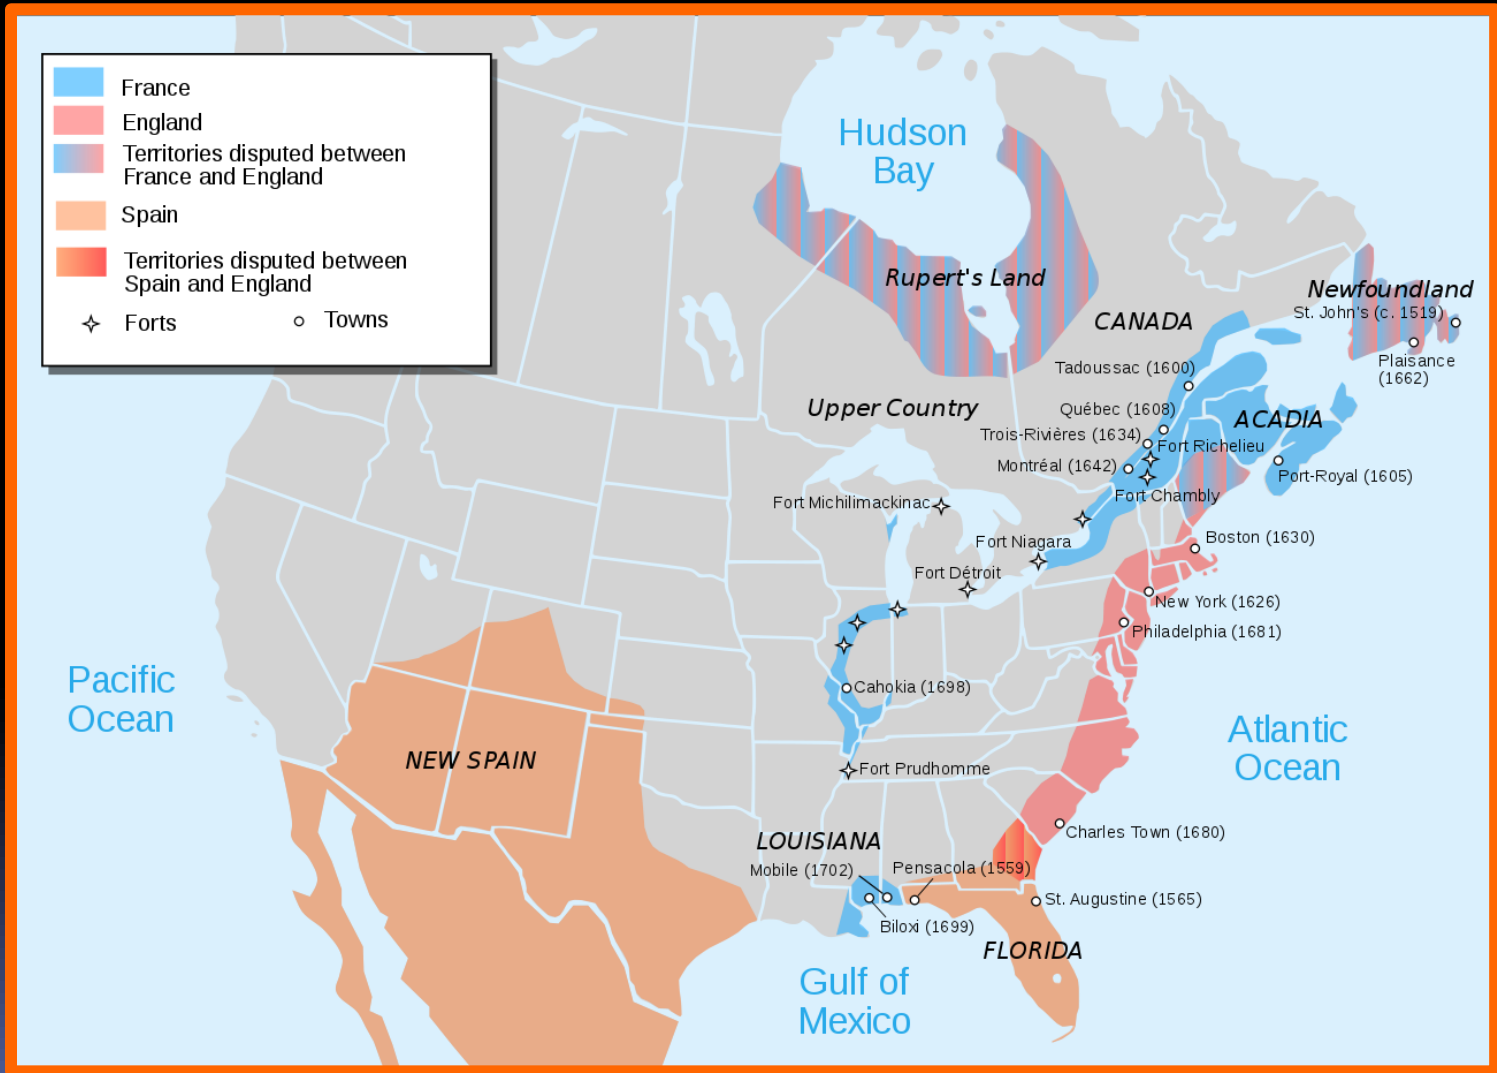 France
England
Territories disputed between
France and England
Spain
Territories disputed between
Spain and England
Forts
Towns
Hudson
Bay
Rupert's Land
Newfoundland
St. John's (c. 1519)
Plaisance
(1662)
CANADA
Tadoussac (1600)
Québec (1608)
Upper Country
ACADIA
Trois-Rivières (1634)
Fort Richelieu
Montréal (1642)
Port-Royal (1605)
Fort Chambly
Fort Michilimackinac
Fort Niagara
Boston (1630)
Fort Détroit
New York (1626)
Philadelphia (1681)
Pacific
Ocean
Cahokia (1698)
Atlantic
Ocean
NEW SPAIN
Fort Prudhomme
Charles Town (1680)
LOUISIANA
Mobile (1702)
Pensacola (1559)
St. Augustine (1565)
Biloxi (1699)
FLORIDA
Gulf of
Mexico